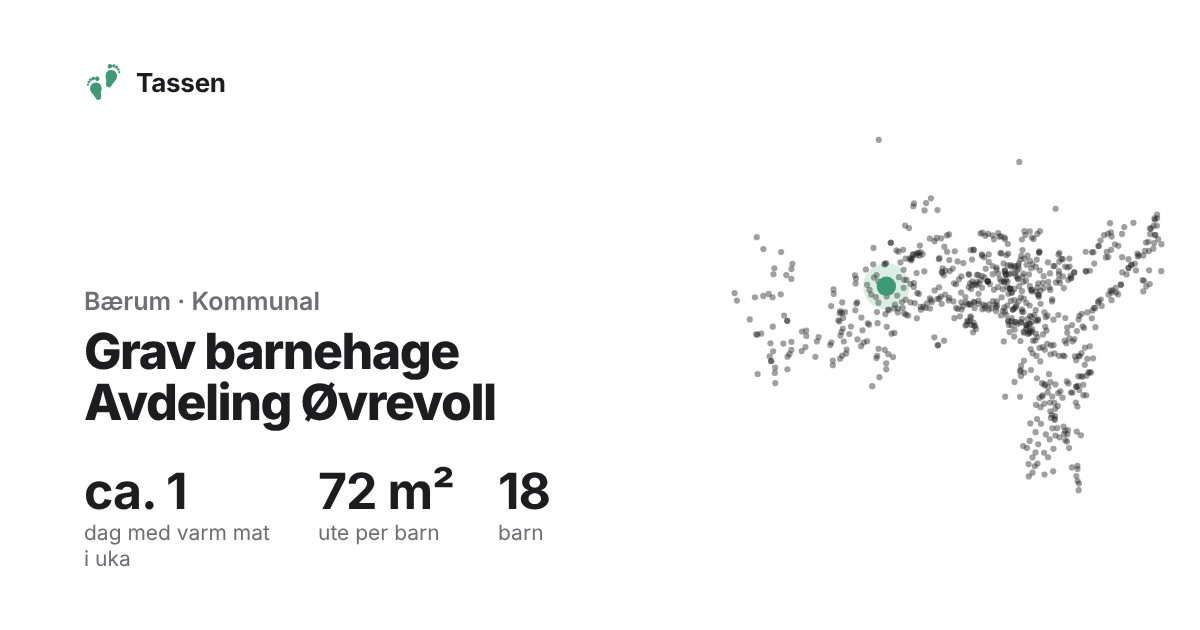 Tassen
Bærum · Kommunal
Grav barnehage
Avdeling Øvrevoll
ca. 1
dag med varm mat
i uka
72 m²
ute per barn
18
barn